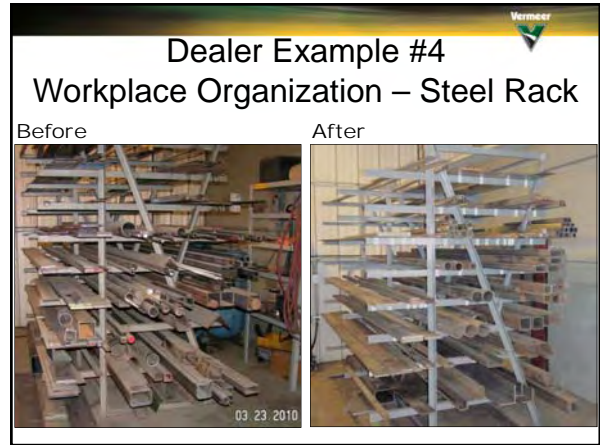 Vermeer
Dealer Example #4
Workplace Organization – Steel Rack
Before
After
03.23.2010